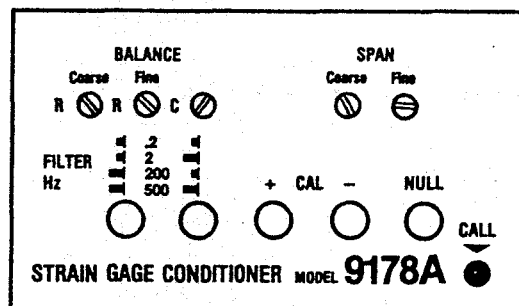 BALANCE SPAN
Coarse Fine Coarse Fine
R R C
.2
FILTER 2
Hz 200
500
+ CAL - NULL
CALL
STRAIN GAGE CONDITIONER MODEL 9178A